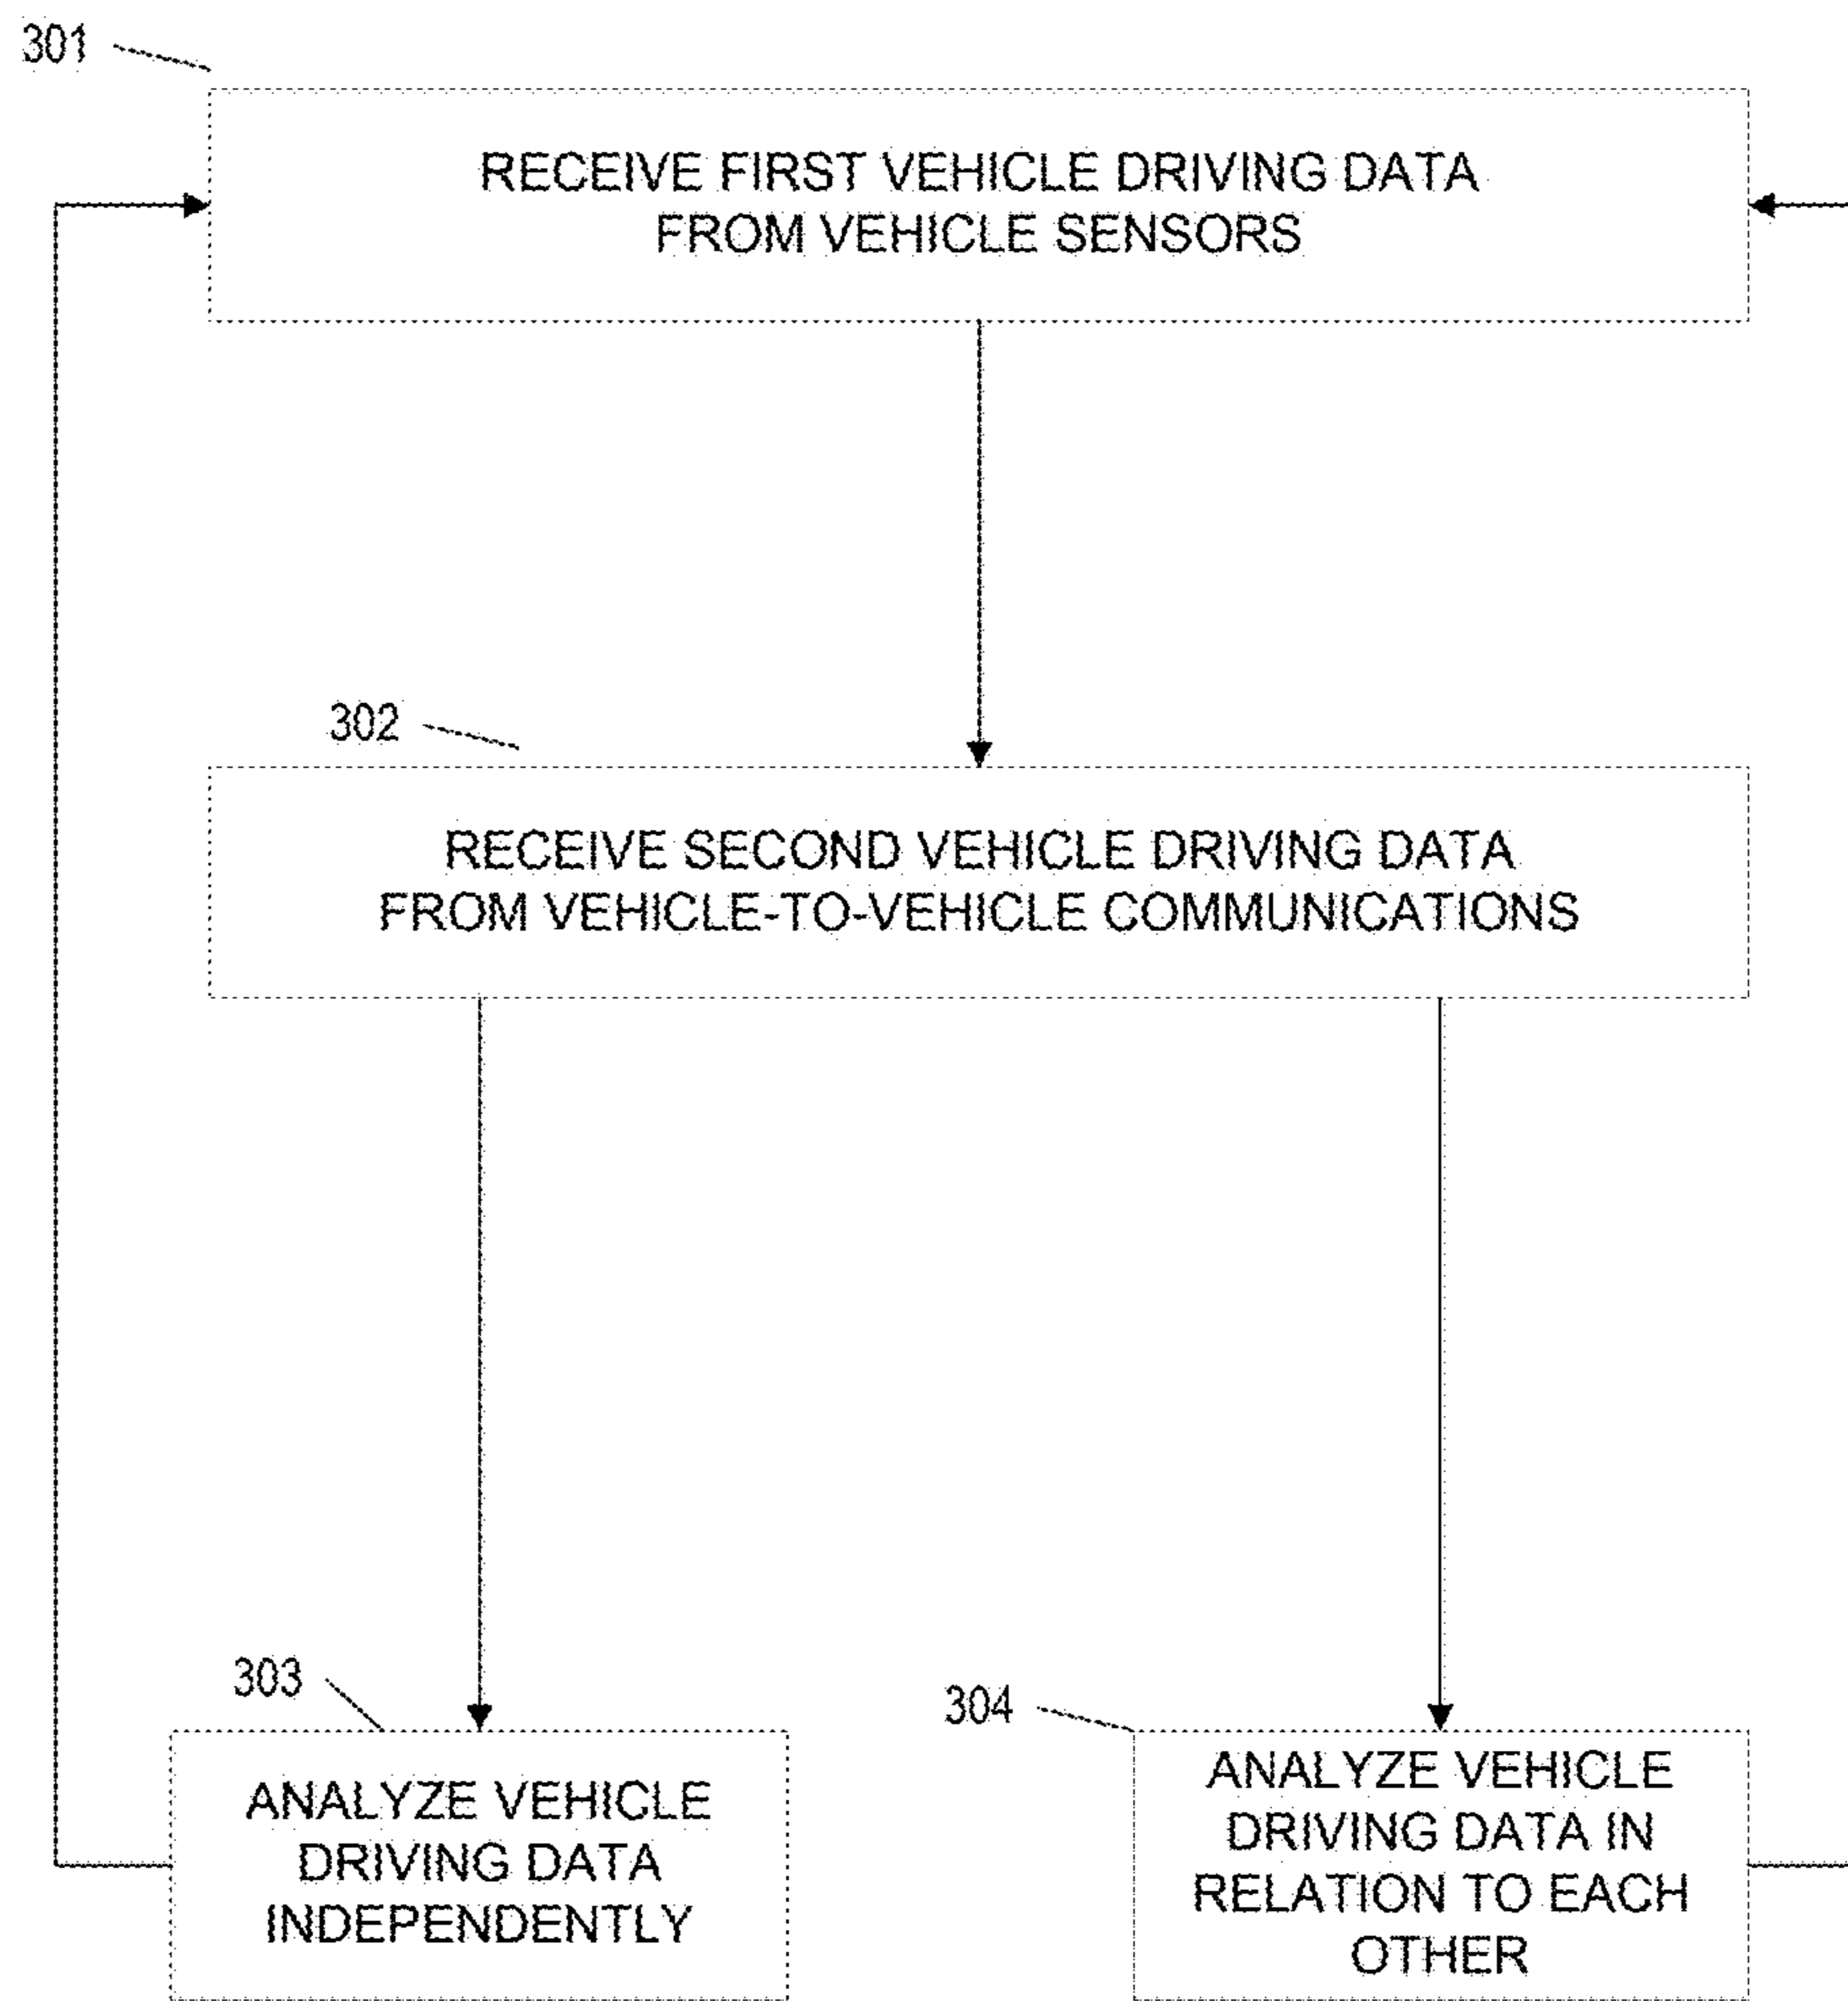 301
RECEIVE FIRST VEHICLE DRIVING DATA
FROM VEHICLE SENSORS
302
RECEIVE SECOND VEHICLE DRIVING DATA
FROM VEHICLE-TO-VEHICLE COMMUNICATIONS
303
ANALYZE VEHICLE
DRIVING DATA
INDEPENDENTLY
304
ANALYZE VEHICLE
DRIVING DATA IN
RELATION TO EACH
OTHER